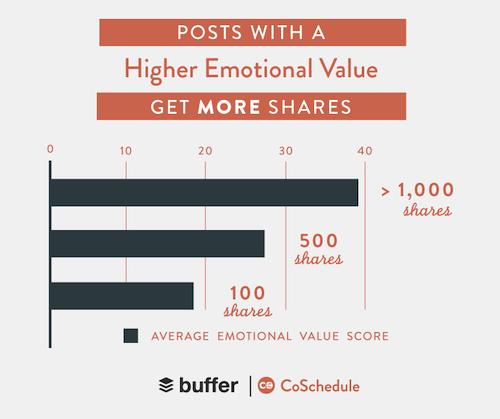 POSTS WITH A
Higher Emotional Value
GET MORE SHARES
0 10 20 30 40
> 1,000
shares
500
shares
100
shares
AVERAGE EMOTIONAL VALUE SCORE
buffer | CoSchedule